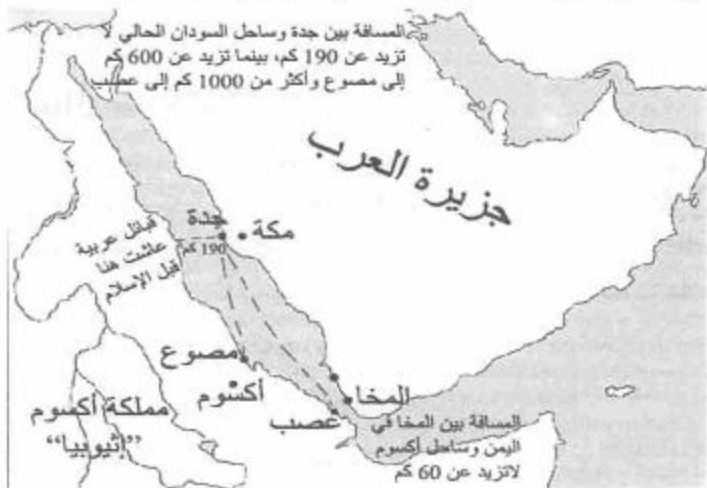 المسافة بين جدة وساحل السودان الحالي لا
تزيد عن 190 كم، بينما تزيد عن 600 كم
إلى مصوع وأكثر من 1000 كم إلى عصب
جزيرة العرب
جدة
مكة
190 كم
قبائل عربية
عاشت هنا
قبل الإسلام
مصوع
أكسوم
مملكة أكسوم
"إثيوبيا"
المخا
عصب
المسافة بين المخا في
اليمن وساحل أكسوم
لاتزيد عن 60 كم